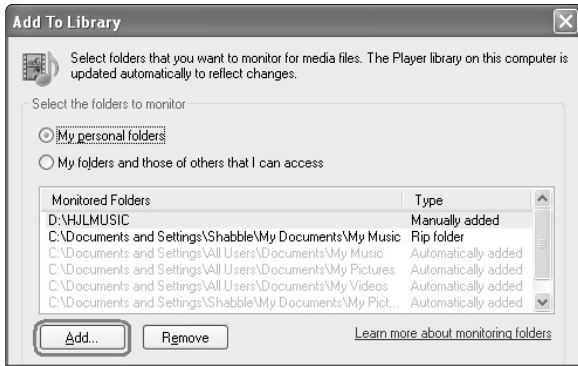 Add To Library
Select folders that you want to monitor for media files. The Player library on this computer is
updated automatically to reflect changes.
Select the folders to monitor
My personal folders
My folders and those of others that I can access
Monitored Folders Type
D:\HJLMUSIC Manually added
C:\Documents and Settings\Shabble\My Documents\My Music Rip folder
C:\Documents and Settings\All Users\Documents\My Music Automatically added
C:\Documents and Settings\All Users\Documents\My Pictures Automatically added
C:\Documents and Settings\All Users\Documents\My Videos Automatically added
C:\Documents and Settings\Shabble\My Documents\My Pict... Automatically added
Add... Remove Learn more about monitoring folders